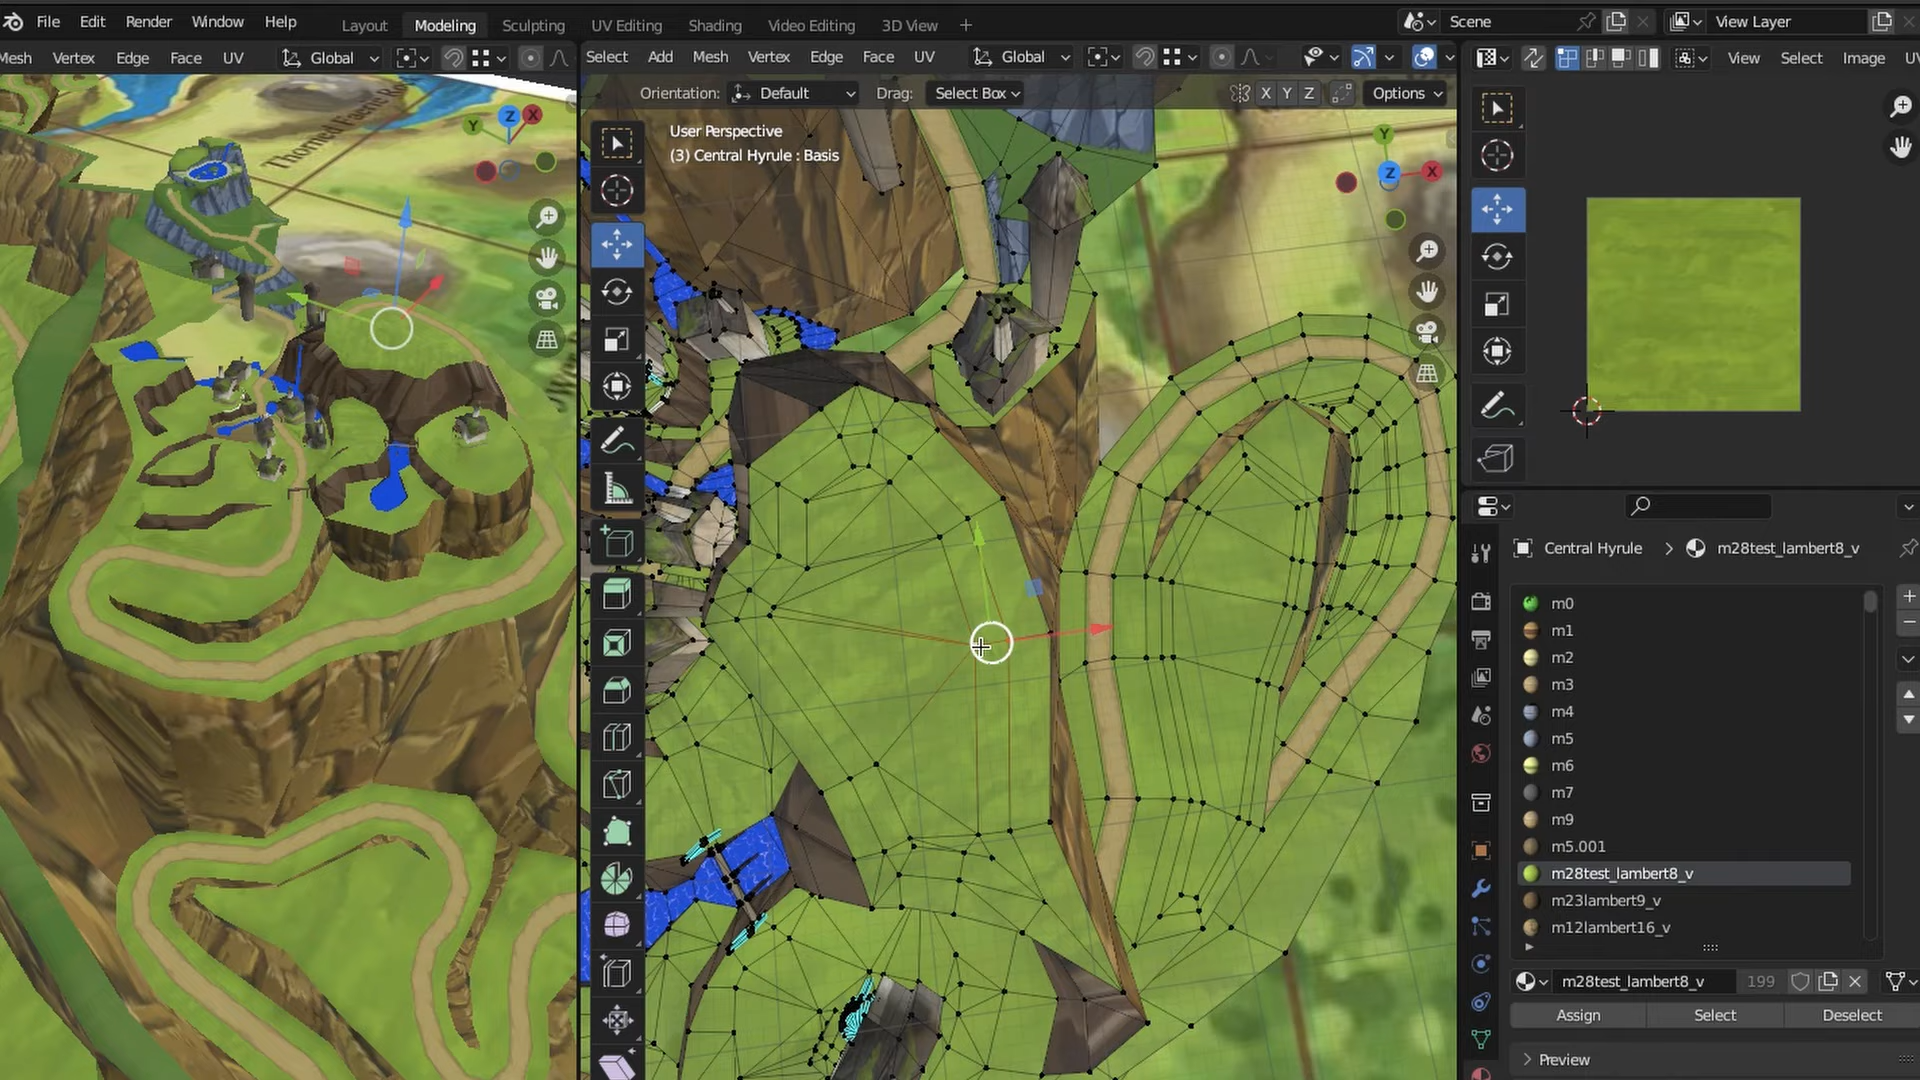 File Edit Render Window Help
Layout Modeling Sculpting UV Editing Shading Video Editing 3D View +
Scene
View Layer
Mesh Vertex Edge Face UV Global
Select Add Mesh Vertex Edge Face UV Global
View Select Image UV
Orientation: Default Drag: Select Box
X Y Z Options
User Perspective
(3) Central Hyrule : Basis
Y Z X
Y Z X
Central Hyrule > m28test_lambert8_v
m0
m1
m2
m3
m4
m5
m6
m7
m9
m5.001
m28test_lambert8_v
m23lambert9_v
m12lambert16_v
m28test_lambert8_v 199
Assign Select Deselect
Preview